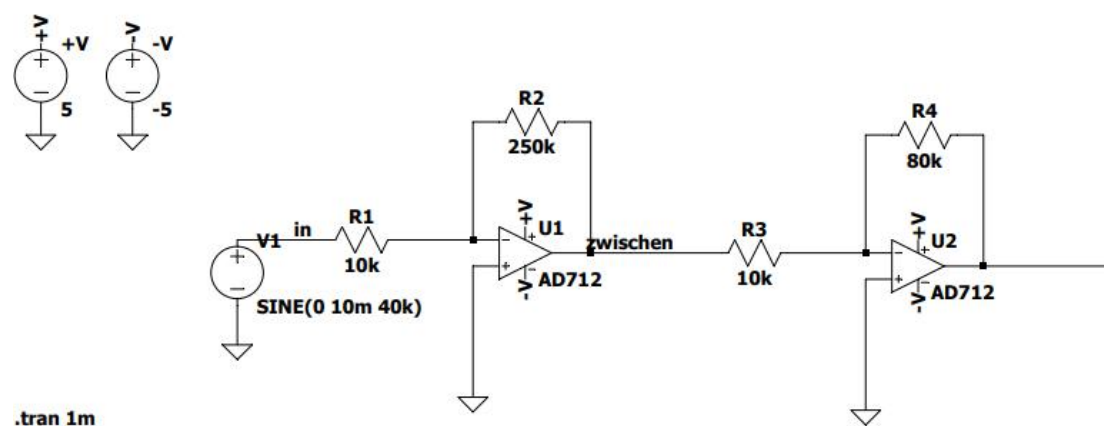 +V
+V
5
-V
-V
-5
V1
SINE(0 10m 40k)
in
R1
10k
R2
250k
+V
U1
-V
AD712
zwischen
R3
10k
R4
80k
+V
U2
-V
AD712
.tran 1m